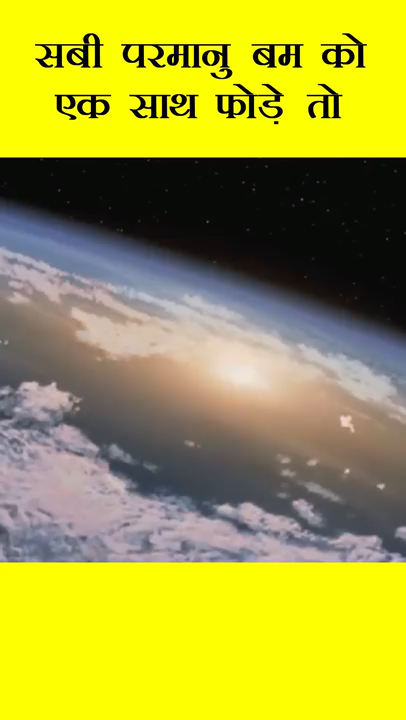 सबी परमानु बम को
एक साथ फोड़े तो